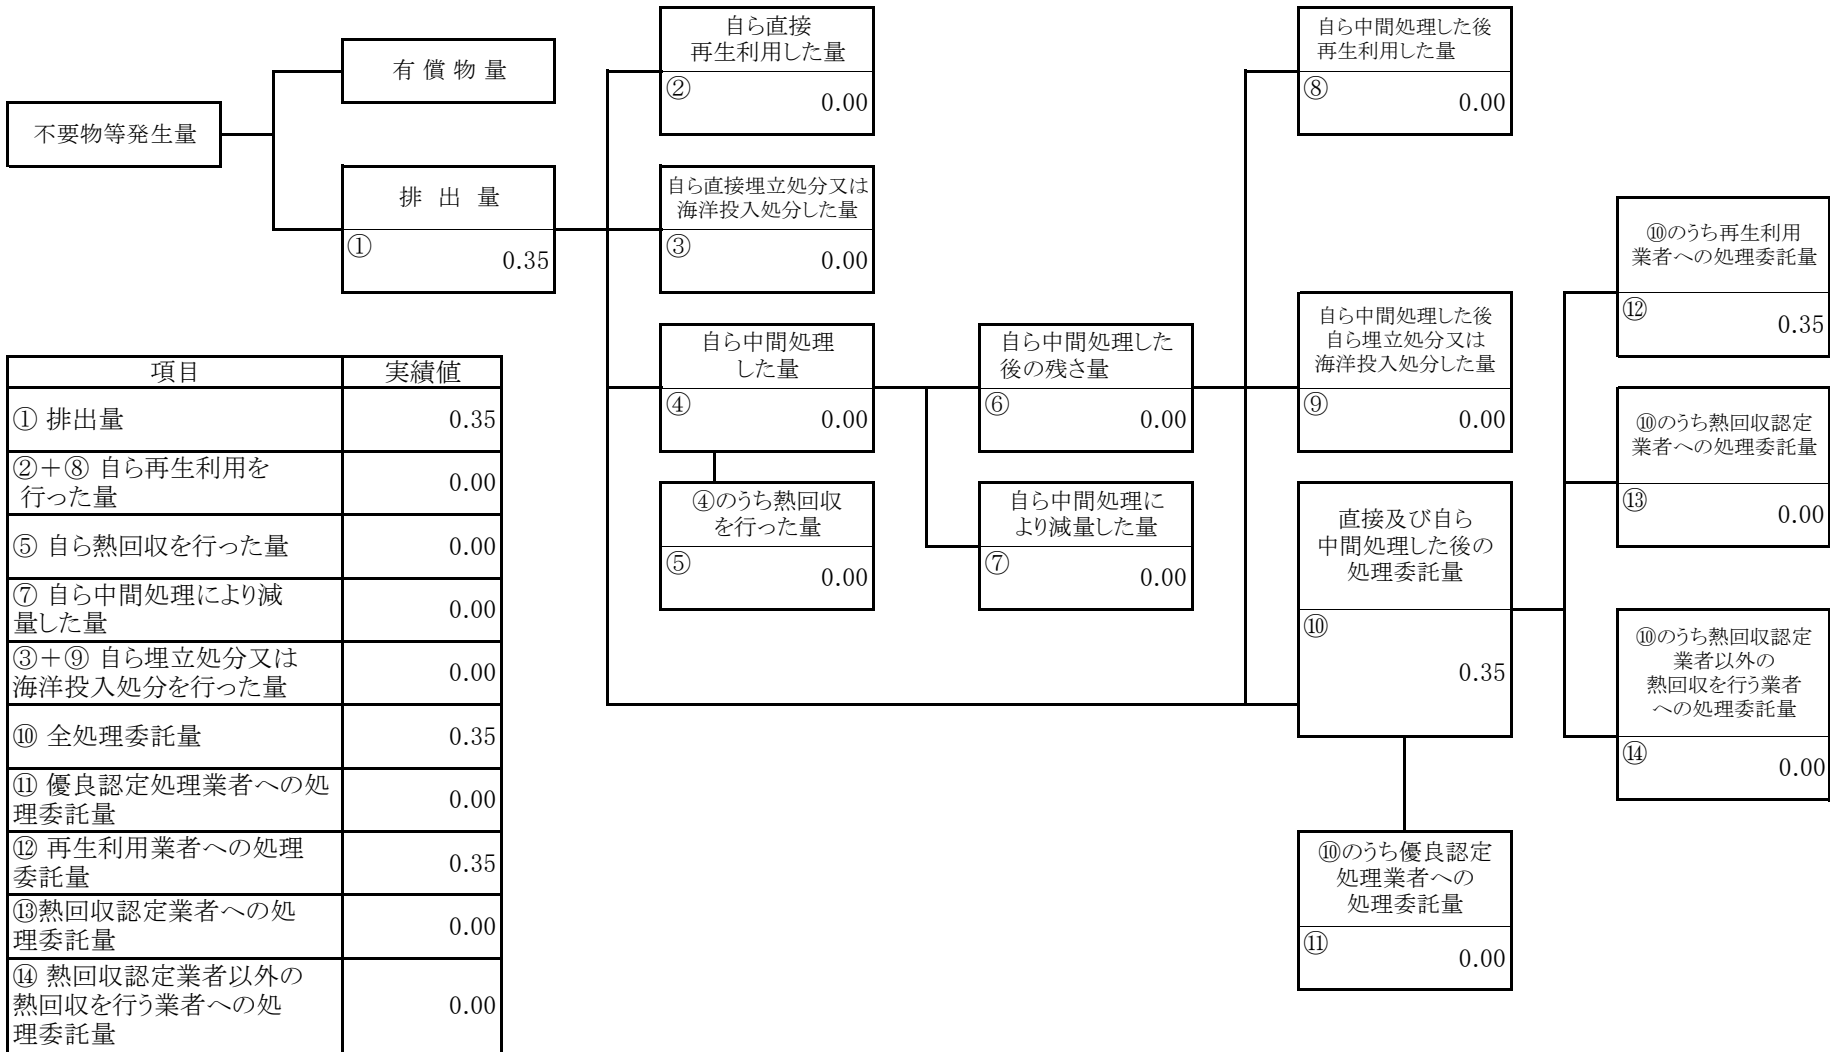 不要物等発生量
有 償 物 量
排 出 量
①
0.35
自ら直接
再生利用した量
②
0.00
自ら直接埋立処分又は
海洋投入処分した量
③
0.00
自ら中間処理
した量
④
0.00
④のうち熱回収
を行った量
⑤
0.00
自ら中間処理した
後の残さ量
⑥
0.00
自ら中間処理に
より減量した量
⑦
0.00
自ら中間処理した後
再生利用した量
⑧
0.00
自ら中間処理した後
自ら埋立処分又は
海洋投入処分した量
⑨
0.00
直接及び自ら
中間処理した後の
処理委託量
⑩
0.35
⑩のうち優良認定
処理業者への
処理委託量
⑪
0.00
⑩のうち再生利用
業者への処理委託量
⑫
0.35
⑩のうち熱回収認定
業者への処理委託量
⑬
0.00
⑩のうち熱回収認定
業者以外の
熱回収を行う業者
への処理委託量
⑭
0.00
項目 実績値
① 排出量 0.35
②+⑧ 自ら再生利用を
行った量 0.00
⑤ 自ら熱回収を行った量 0.00
⑦ 自ら中間処理により減
量した量 0.00
③+⑨ 自ら埋立処分又は
海洋投入処分を行った量 0.00
⑩ 全処理委託量 0.35
⑪ 優良認定処理業者への処
理委託量 0.00
⑫ 再生利用業者への処理
委託量 0.35
⑬熱回収認定業者への処
理委託量 0.00
⑭ 熱回収認定業者以外の
熱回収を行う業者への処
理委託量 0.00